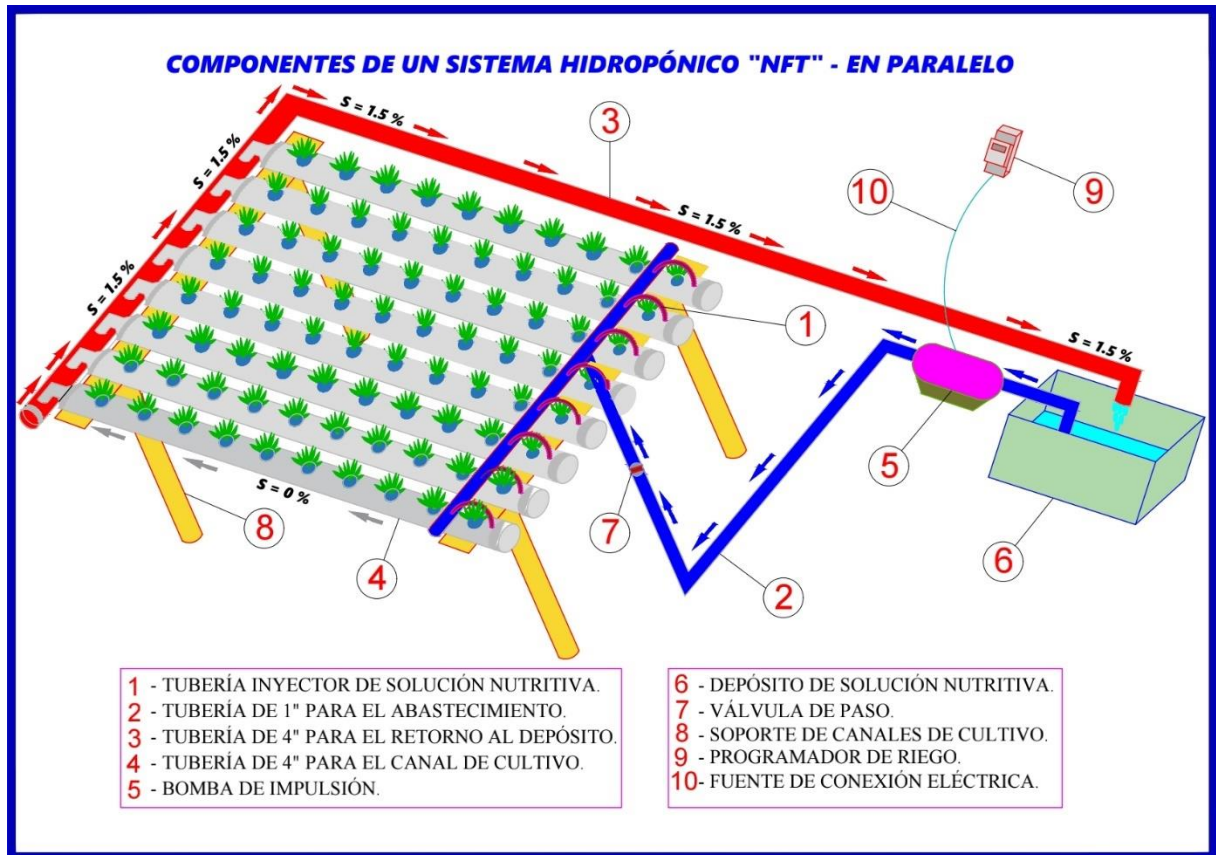 COMPONENTES DE UN SISTEMA HIDROPÓNICO "NFT" - EN PARALELO
S = 1.5 %
3
S = 1.5 %
10
9
S = 1.5 %
S = 1.5 %
1
S = 1.5 %
5
S = 0 %
7
6
8
4
2
1 - TUBERÍA INYECTOR DE SOLUCIÓN NUTRITIVA.
2 - TUBERÍA DE 1" PARA EL ABASTECIMIENTO.
3 - TUBERÍA DE 4" PARA EL RETORNO AL DEPÓSITO.
4 - TUBERÍA DE 4" PARA EL CANAL DE CULTIVO.
5 - BOMBA DE IMPULSIÓN.
6 - DEPÓSITO DE SOLUCIÓN NUTRITIVA.
7 - VÁLVULA DE PASO.
8 - SOPORTE DE CANALES DE CULTIVO.
9 - PROGRAMADOR DE RIEGO.
10- FUENTE DE CONEXIÓN ELÉCTRICA.